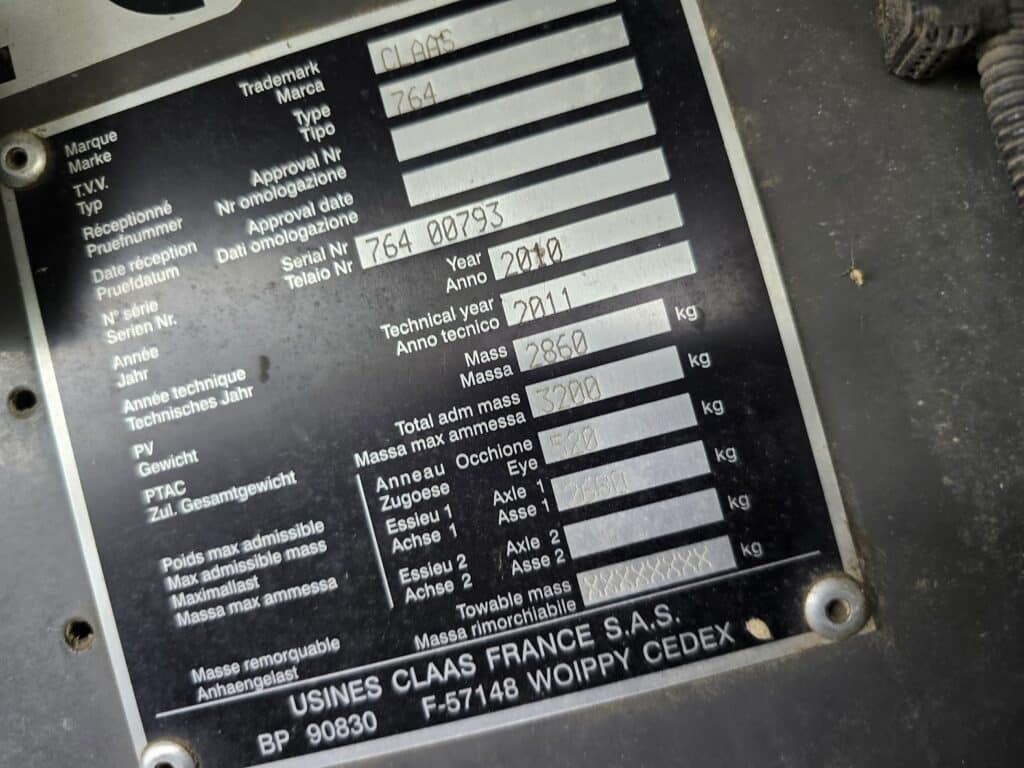 Marque Trademark CLAAS
Marke Marca
T.V.V. Type 764
Typ Tipo
Réceptionné Approval Nr
Pruefnummer Nr omologazione
Date réception Approval date
Prueldatum Dati omologazione
N° série Serial Nr 764 00793
Serien Nr. Telaio Nr
Année Year 2010
Jahr Anno
Année technique Technical year 2011
Technisches Jahr Anno tecnico
PV Mass 2860 kg
Gewicht Massa
PTAC Total adm mass 3200 kg
Zul. Gesamtgewicht Massa max ammessa
Poids max admissible
Max admissible mass
Maximallast
Massa max ammessa
Anneau Occhione 520 kg
Zugoese Eye
Essieu 1 Axle 1 kg
Achse 1 Asse 1
Essieu 2 Axle 2 kg
Achse 2 Asse 2
Masse remorquable Towable mass XXXXXXXX kg
Anhaengelast Massa rimorchiabile
USINES CLAAS FRANCE S.A.S.
BP 90830 F-57148 WOIPPY CEDEX